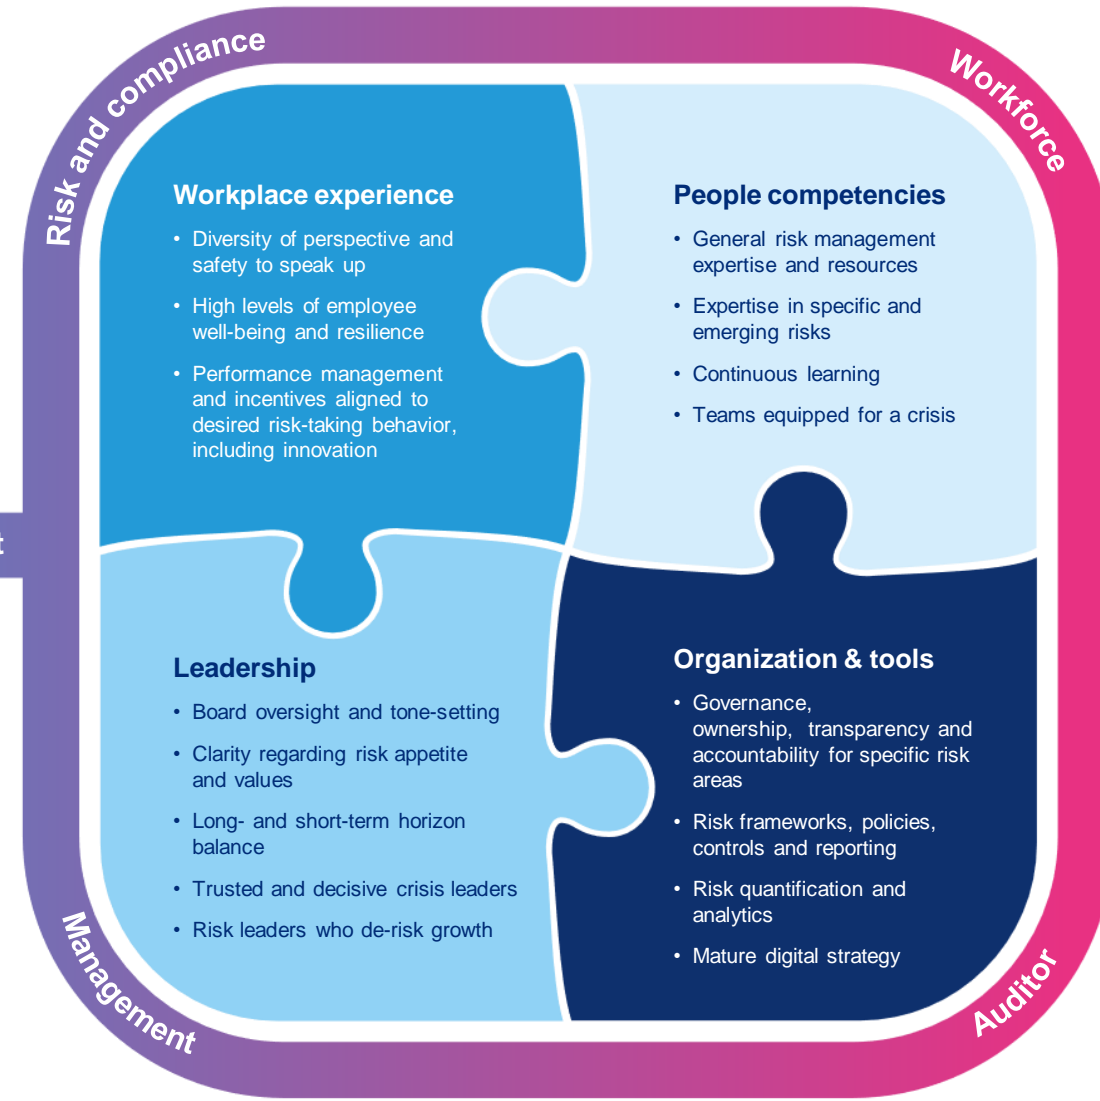 Risk and compliance
Workforce
Workplace experience
• Diversity of perspective and
safety to speak up
• High levels of employee
well-being and resilience
• Performance management
and incentives aligned to
desired risk-taking behavior,
including innovation
People competencies
• General risk management
expertise and resources
• Expertise in specific and
emerging risks
• Continuous learning
• Teams equipped for a crisis
Leadership
• Board oversight and tone-setting
• Clarity regarding risk appetite
and values
• Long- and short-term horizon
balance
• Trusted and decisive crisis leaders
• Risk leaders who de-risk growth
Organization & tools
• Governance,
ownership, transparency and
accountability for specific risk
areas
• Risk frameworks, policies,
controls and reporting
• Risk quantification and
analytics
• Mature digital strategy
Management
Auditor